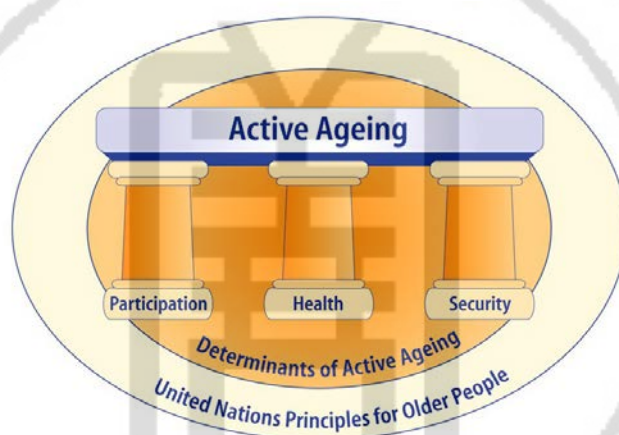 Active Ageing
Participation
Health
Security
Determinants of Active Ageing
United Nations Principles for Older People